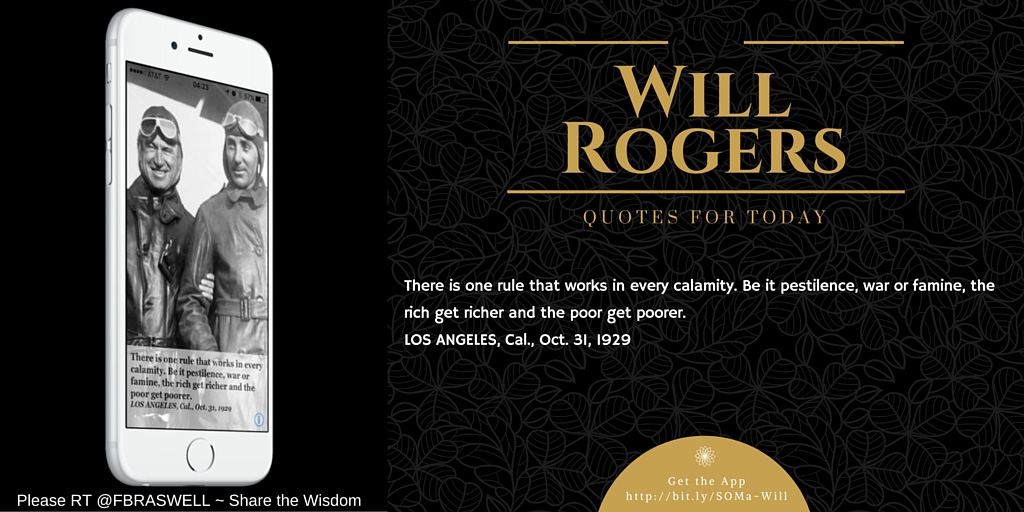 AT&T
04:23
57%
There is one rule that works in every
calamity. Be it pestilence, war or
famine, the rich get richer and the
poor get poorer.
LOS ANGELES, Cal., Oct. 31, 1929
Please RT @FBRASWELL ~ Share the Wisdom
WILL
ROGERS
QUOTES FOR TODAY
There is one rule that works in every calamity. Be it pestilence, war or famine, the
rich get richer and the poor get poorer.
LOS ANGELES, Cal., Oct. 31, 1929
Get the App
http://bit.ly/SOMa-Will